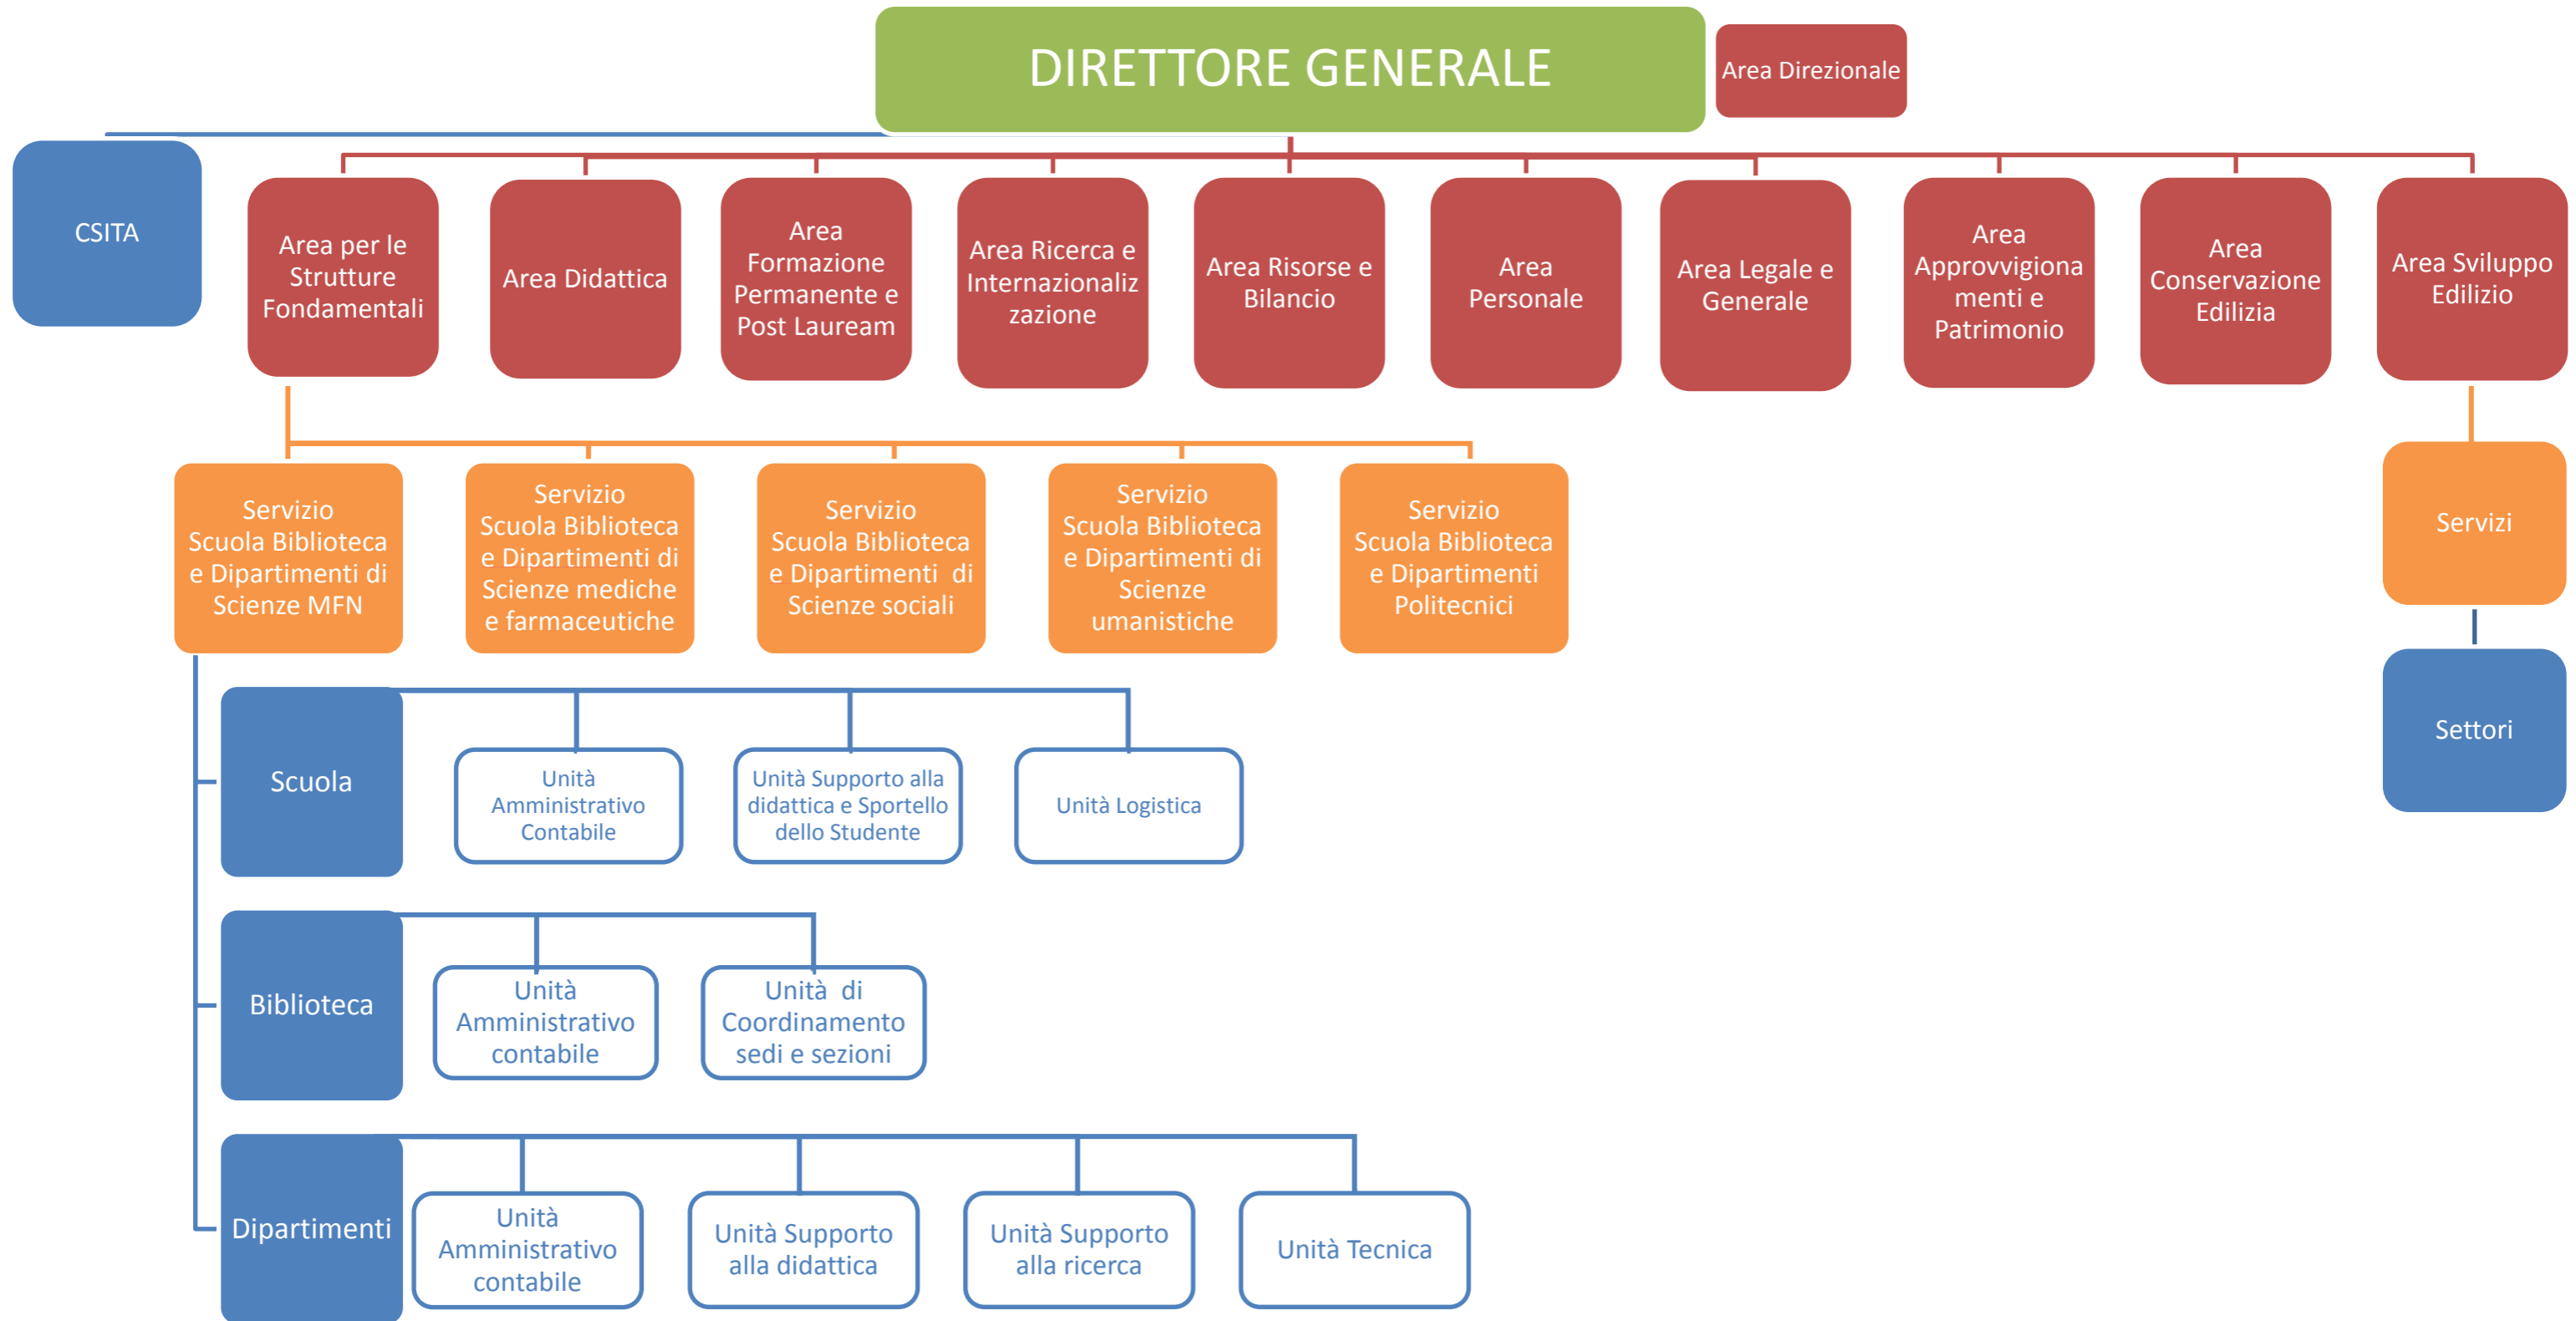 DIRETTORE GENERALE
Area Direzionale
CSITA
Area per le
Strutture
Fondamentali
Area Didattica
Area
Formazione
Permanente e
Post Lauream
Area Ricerca e
Internazionaliz
zazione
Area Risorse e
Bilancio
Area
Personale
Area Legale e
Generale
Area
Approvvigiona
menti e
Patrimonio
Area
Conservazione
Edilizia
Area Sviluppo
Edilizio
Servizio
Scuola Biblioteca
e Dipartimenti di
Scienze MFN
Servizio
Scuola Biblioteca
e Dipartimenti di
Scienze mediche
e farmaceutiche
Servizio
Scuola Biblioteca
e Dipartimenti di
Scienze sociali
Servizio
Scuola Biblioteca
e Dipartimenti di
Scienze
umanistiche
Servizio
Scuola Biblioteca
e Dipartimenti
Politecnici
Servizi
Settori
Scuola
Unità
Amministrativo
Contabile
Unità Supporto alla
didattica e Sportello
dello Studente
Unità Logistica
Biblioteca
Unità
Amministrativo
contabile
Unità di
Coordinamento
sedi e sezioni
Dipartimenti
Unità
Amministrativo
contabile
Unità Supporto
alla didattica
Unità Supporto
alla ricerca
Unità Tecnica